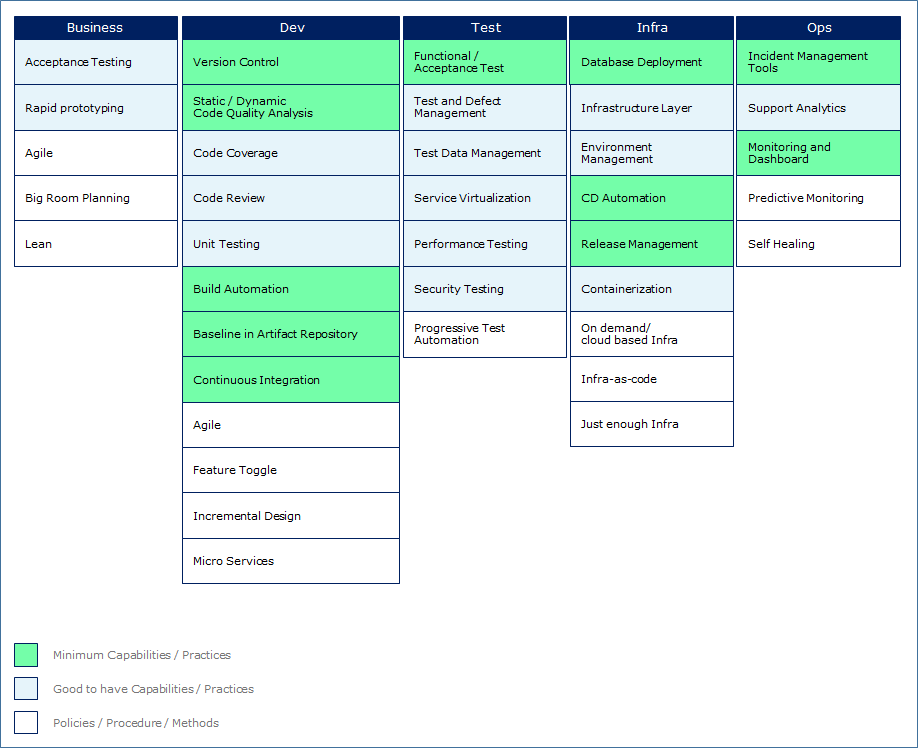 Business
Acceptance Testing
Rapid prototyping
Agile
Big Room Planning
Lean
Dev
Version Control
Static / Dynamic
Code Quality Analysis
Code Coverage
Code Review
Unit Testing
Build Automation
Baseline in Artifact Repository
Continuous Integration
Agile
Feature Toggle
Incremental Design
Micro Services
Test
Functional /
Acceptance Test
Test and Defect
Management
Test Data Management
Service Virtualization
Performance Testing
Security Testing
Progressive Test
Automation
Infra
Database Deployment
Infrastructure Layer
Environment
Management
CD Automation
Release Management
Containerization
On demand/
cloud based Infra
Infra-as-code
Just enough Infra
Ops
Incident Management
Tools
Support Analytics
Monitoring and
Dashboard
Predictive Monitoring
Self Healing
Minimum Capabilities / Practices
Good to have Capabilities / Practices
Policies / Procedure / Methods